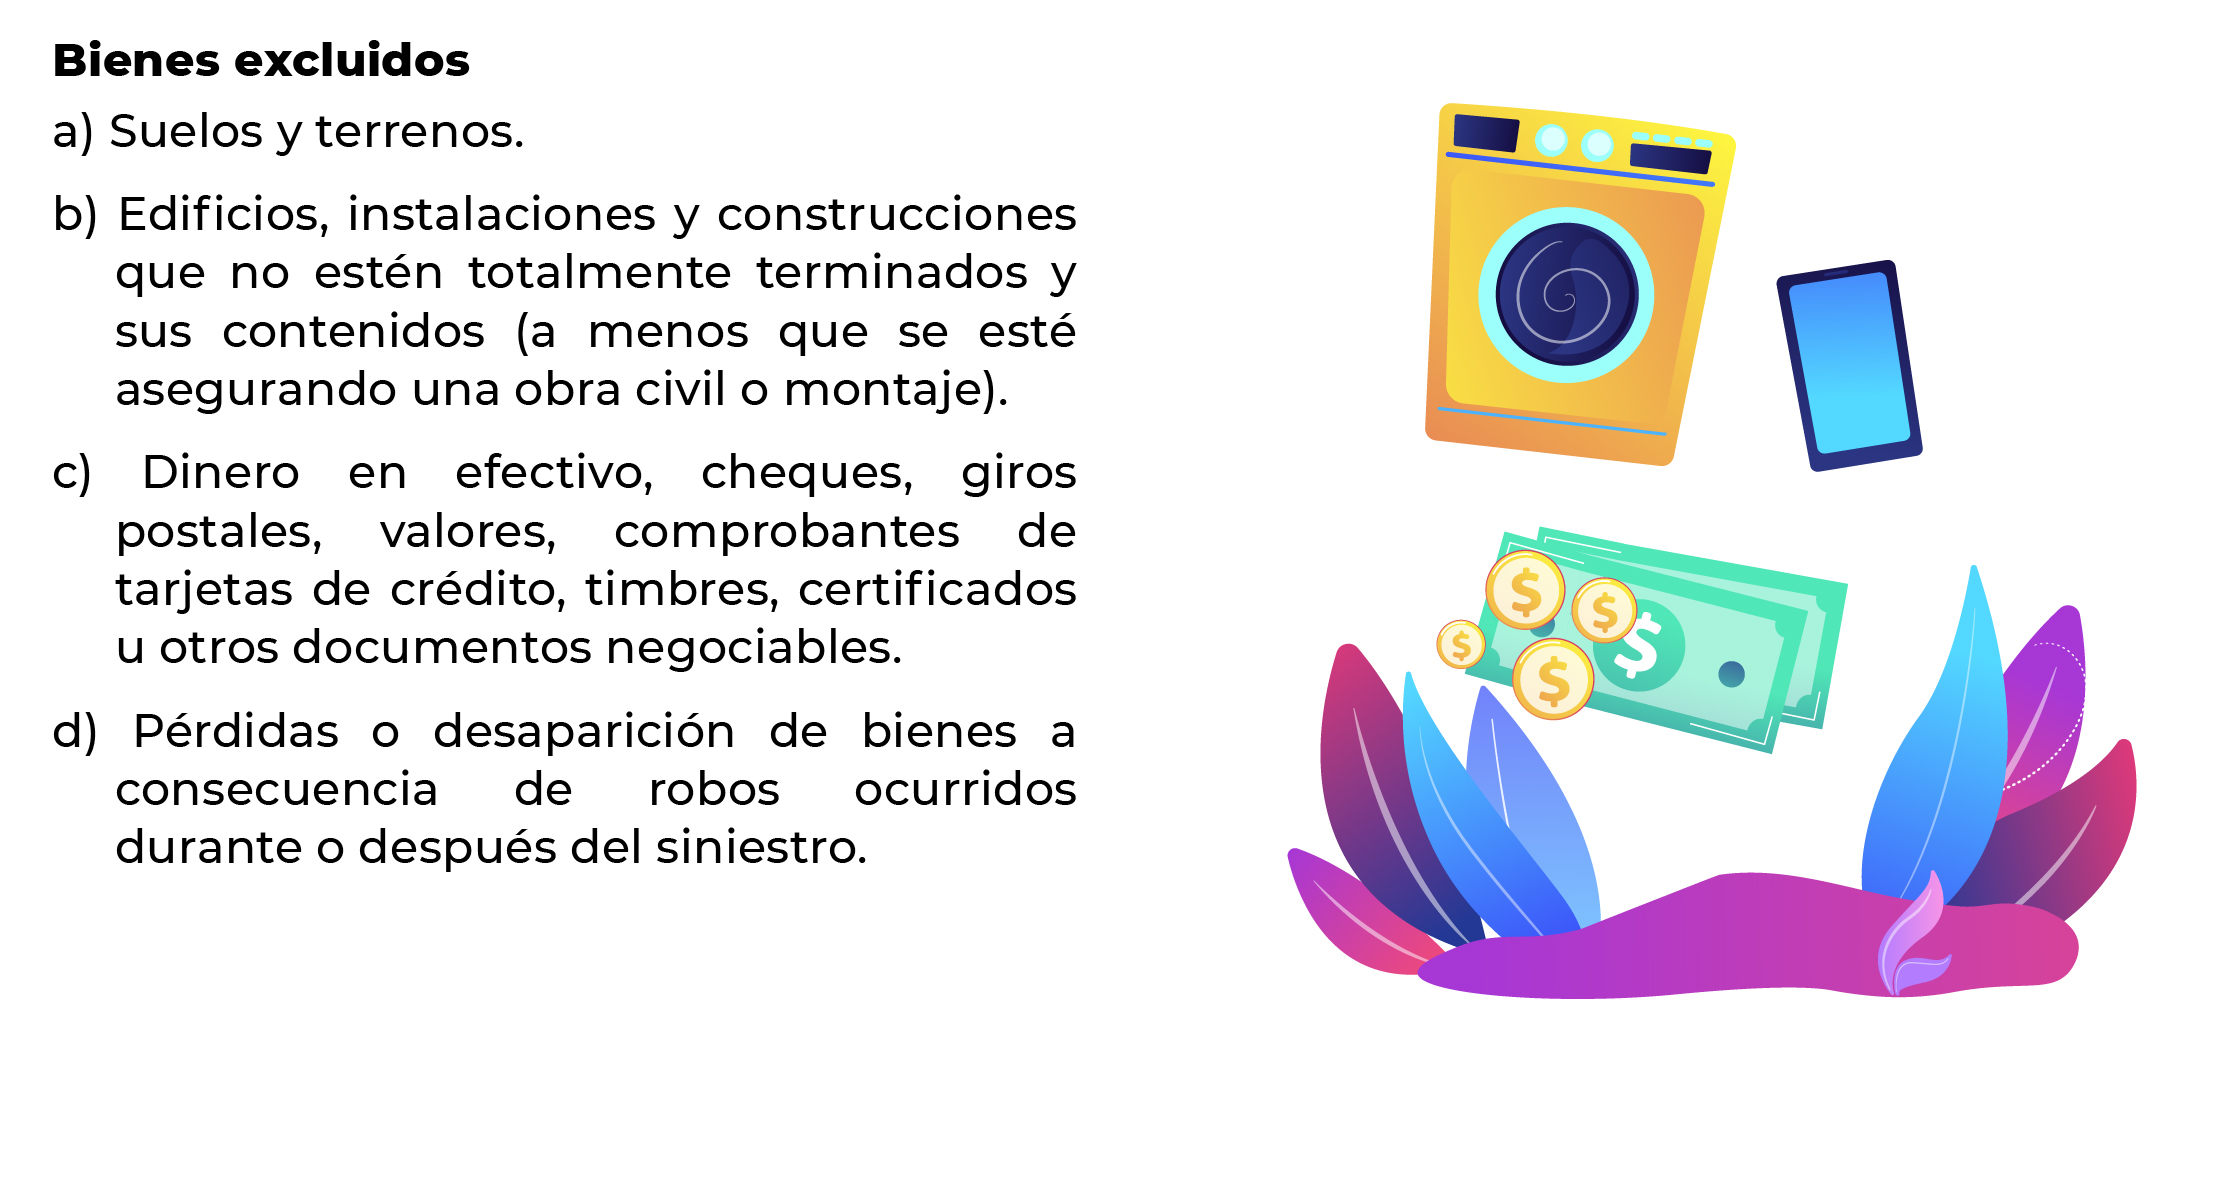 Bienes excluidos
a) Suelos y terrenos.
b) Edificios, instalaciones y construcciones
que no estén totalmente terminados y
sus contenidos (a menos que se esté
asegurando una obra civil o montaje).
c) Dinero en efectivo, cheques, giros
postales, valores, comprobantes de
tarjetas de crédito, timbres, certificados
u otros documentos negociables.
d) Pérdidas o desaparición de bienes a
consecuencia de robos ocurridos
durante o después del siniestro.
$
$
$
$
$